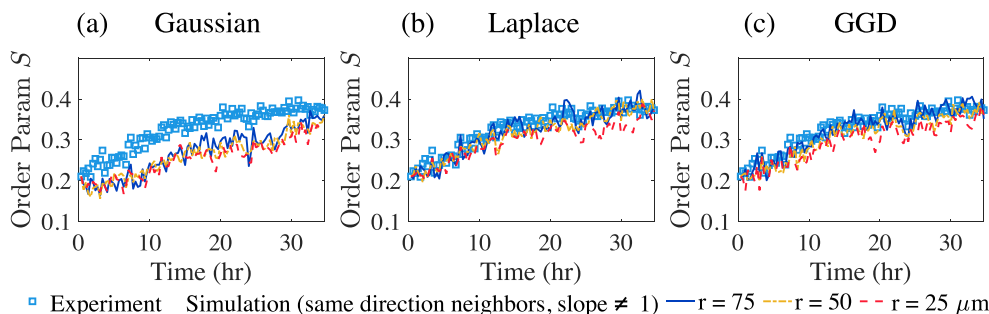 (a) Gaussian
(b) Laplace
(c) GGD
Order Param S
0.4
0.3
0.2
0.1
0 10 20 30
Time (hr)
Order Param S
0.4
0.3
0.2
0.1
0 10 20 30
Time (hr)
Order Param S
0.4
0.3
0.2
0.1
0 10 20 30
Time (hr)
Experiment Simulation (same direction neighbors, slope ≠ 1) r = 75 r = 50 r = 25 μm